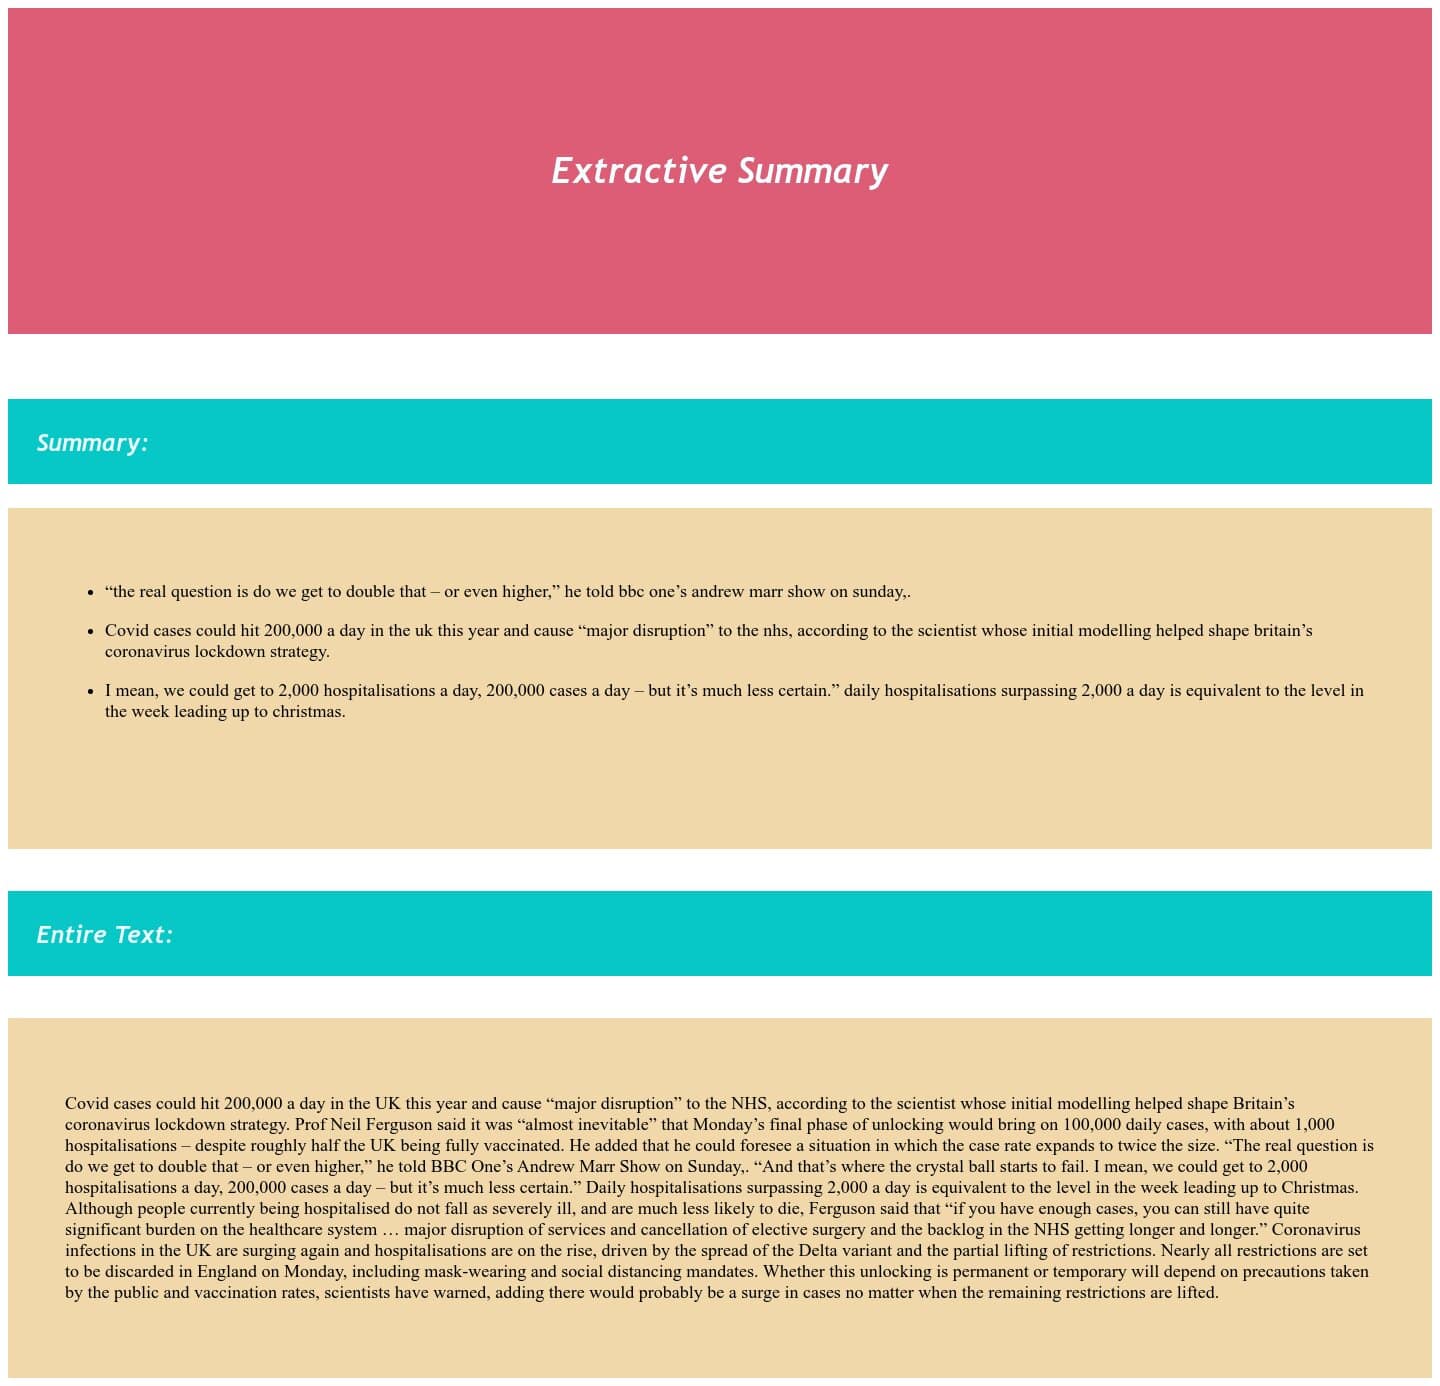 Extractive Summary
Summary:
• “the real question is do we get to double that – or even higher,” he told bbc one’s andrew marr show on sunday,.
• Covid cases could hit 200,000 a day in the uk this year and cause “major disruption” to the nhs, according to the scientist whose initial modelling helped shape britain’s
coronavirus lockdown strategy.
• I mean, we could get to 2,000 hospitalisations a day, 200,000 cases a day – but it’s much less certain.” daily hospitalisations surpassing 2,000 a day is equivalent to the level in
the week leading up to christmas.
Entire Text:
Covid cases could hit 200,000 a day in the UK this year and cause “major disruption” to the NHS, according to the scientist whose initial modelling helped shape Britain’s
coronavirus lockdown strategy. Prof Neil Ferguson said it was “almost inevitable” that Monday’s final phase of unlocking would bring on 100,000 daily cases, with about 1,000
hospitalisations – despite roughly half the UK being fully vaccinated. He added that he could foresee a situation in which the case rate expands to twice the size. “The real question is
do we get to double that – or even higher,” he told BBC One’s Andrew Marr Show on Sunday,. “And that’s where the crystal ball starts to fail. I mean, we could get to 2,000
hospitalisations a day, 200,000 cases a day – but it’s much less certain.” Daily hospitalisations surpassing 2,000 a day is equivalent to the level in the week leading up to Christmas.
Although people currently being hospitalised do not fall as severely ill, and are much less likely to die, Ferguson said that “if you have enough cases, you can still have quite
significant burden on the healthcare system … major disruption of services and cancellation of elective surgery and the backlog in the NHS getting longer and longer.” Coronavirus
infections in the UK are surging again and hospitalisations are on the rise, driven by the spread of the Delta variant and the partial lifting of restrictions. Nearly all restrictions are set
to be discarded in England on Monday, including mask-wearing and social distancing mandates. Whether this unlocking is permanent or temporary will depend on precautions taken
by the public and vaccination rates, scientists have warned, adding there would probably be a surge in cases no matter when the remaining restrictions are lifted.